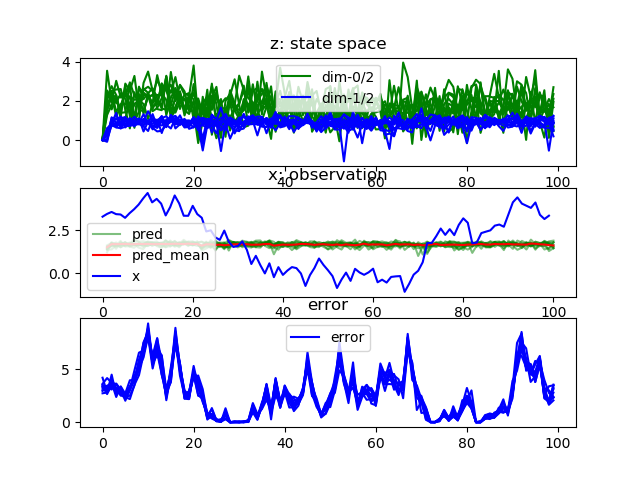 z: state space
4
2
0
dim-0/2
dim-1/2
0 20 40 60 80 100
x: observation
2.5
0.0
pred
pred_mean
x
0 20 40 60 80 100
error
5
0
error
0 20 40 60 80 100